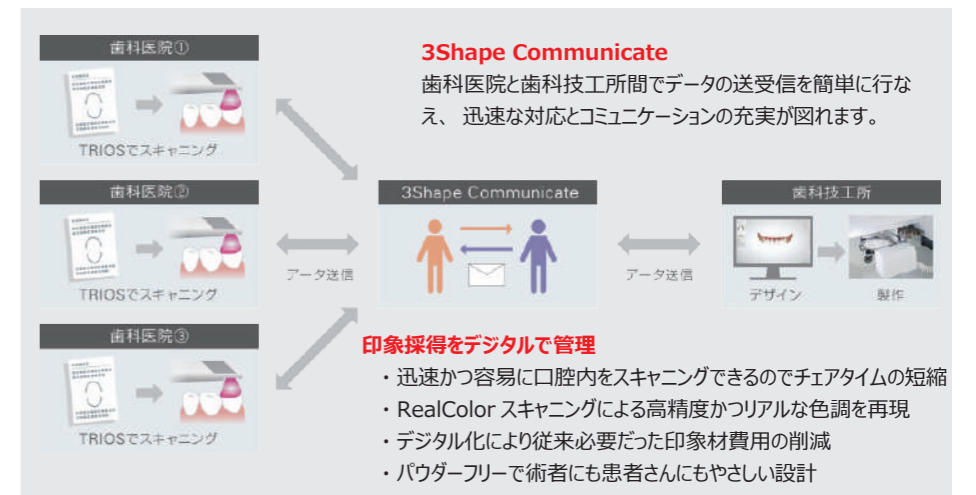 歯科医院①
TRIOSでスキャニング
歯科医院②
TRIOSでスキャニング
歯科医院③
TRIOSでスキャニング
3Shape Communicate
歯科医院と歯科技工所間でデータの送受信を簡単に行な
え、 迅速な対応とコミュニケーションの充実が図れます。
データ送信
3Shape Communicate
データ送信
歯科技工所
デザイン
製作
印象採得をデジタルで管理
・迅速かつ容易に口腔内をスキャニングできるのでチェアタイムの短縮
・RealColor スキャニングによる高精度かつリアルな色調を再現
・デジタル化により従来必要だった印象材費用の削減
・パウダーフリーで術者にも患者さんにもやさしい設計